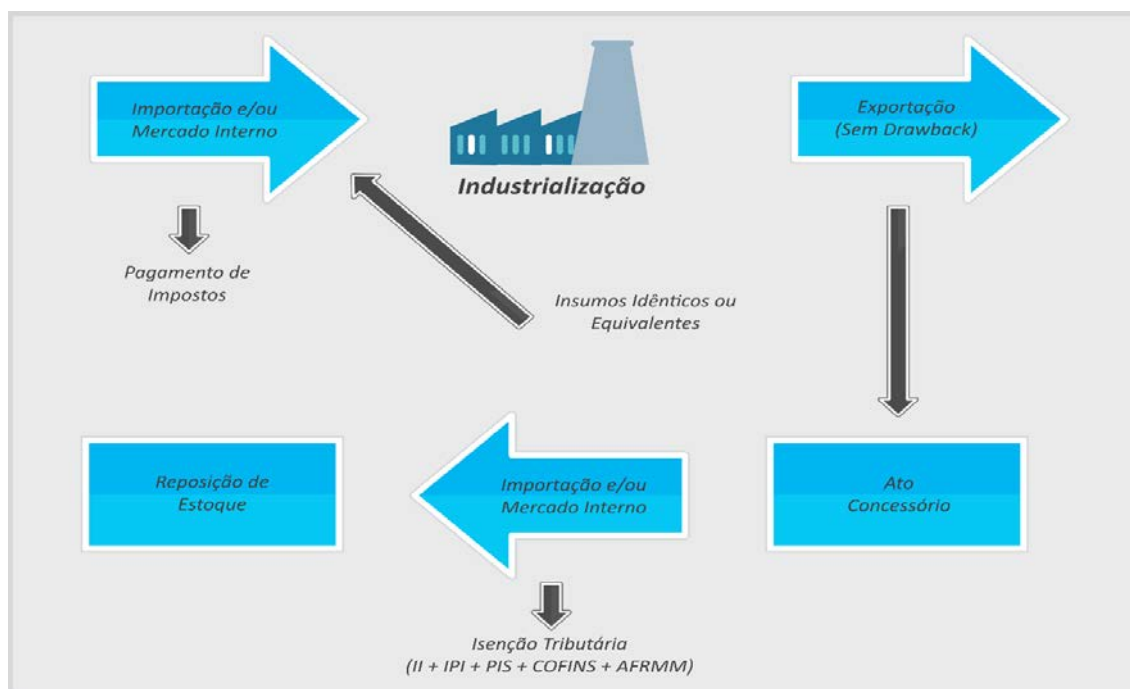 Importação e/ou
Mercado Interno
Industrialização
Exportação
(Sem Drawback)
Pagamento de
Impostos
Insumos Idênticos ou
Equivalentes
Reposição de
Estoque
Importação e/ou
Mercado Interno
Ato
Concessório
Isenção Tributária
(II + IPI + PIS + COFINS + AFRMM)